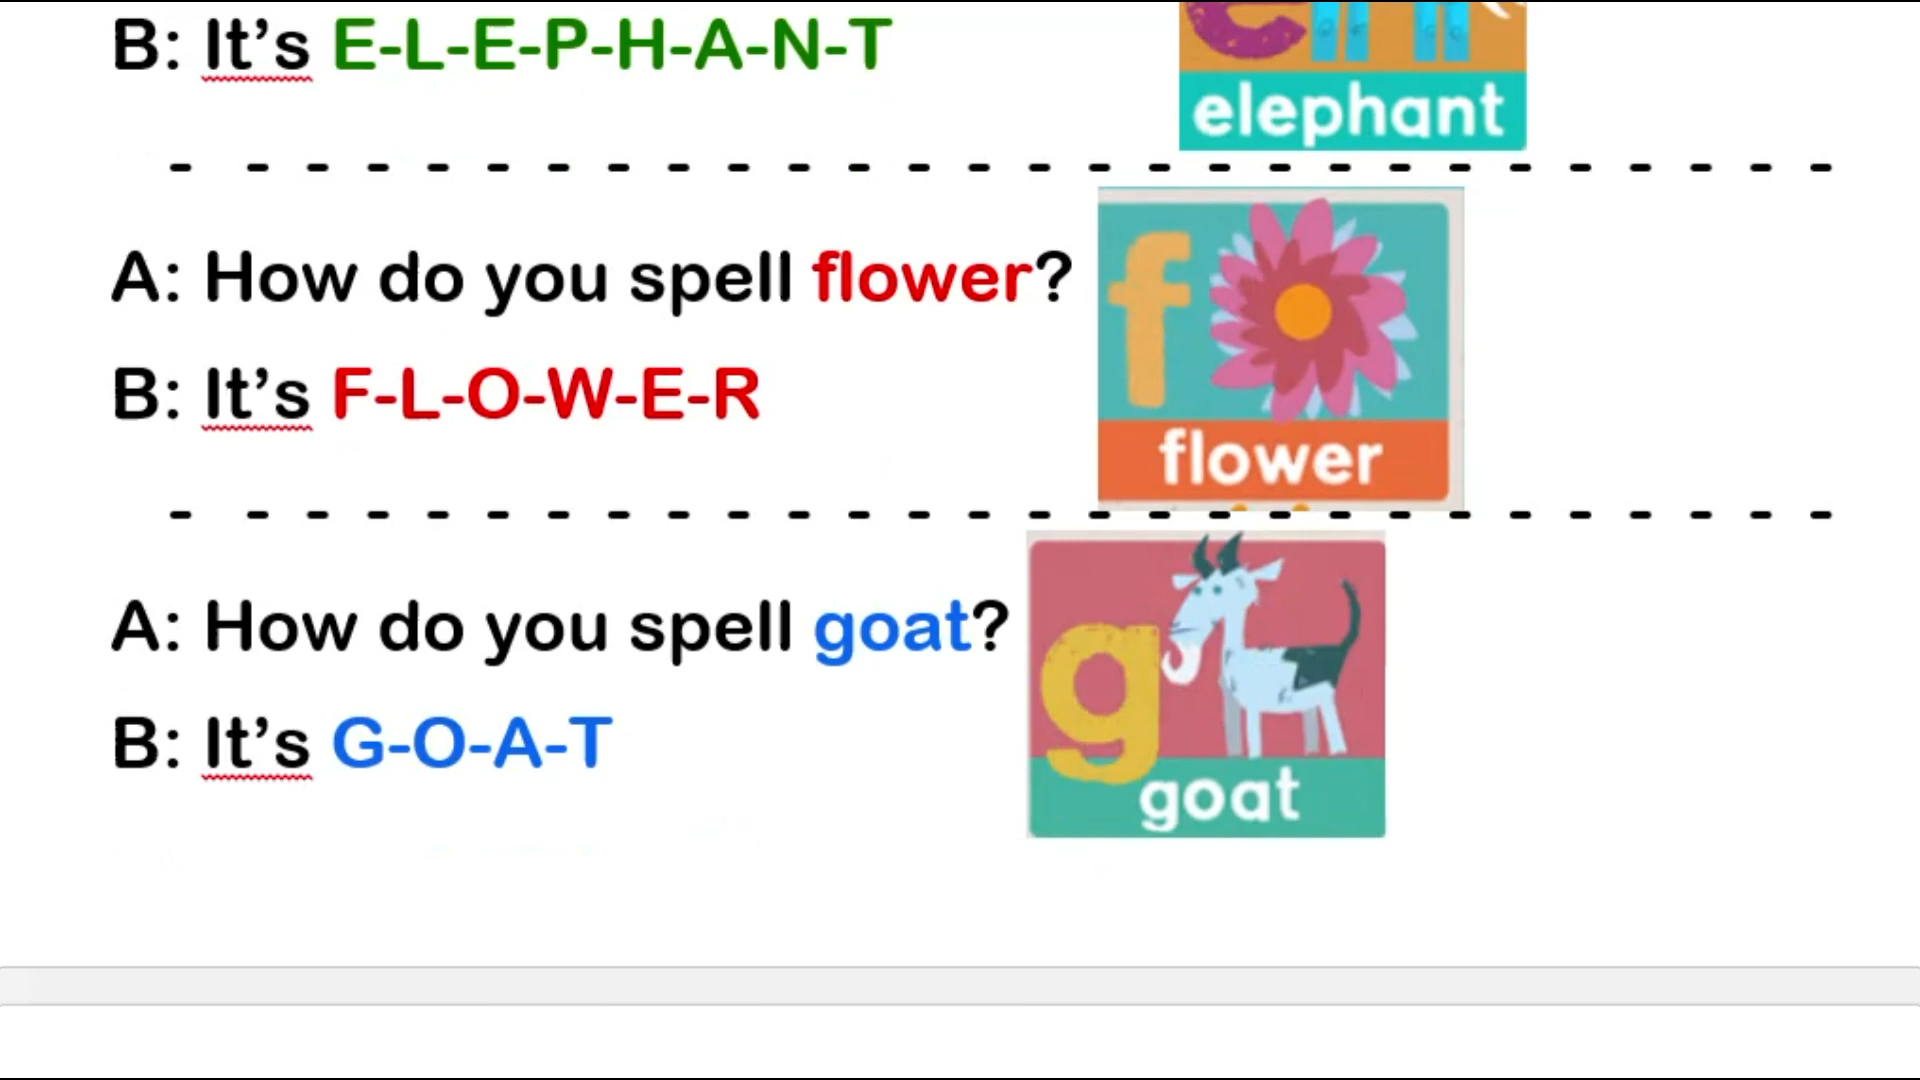 B: It’s E-L-E-P-H-A-N-T
elephant
- - - - - - - - - - - - - - - - - - - - - - - - - - - -
A: How do you spell flower?
B: It’s F-L-O-W-E-R
f
flower
- - - - - - - - - - - - - - - - - - - - - - - - - - - -
A: How do you spell goat?
B: It’s G-O-A-T
g
goat